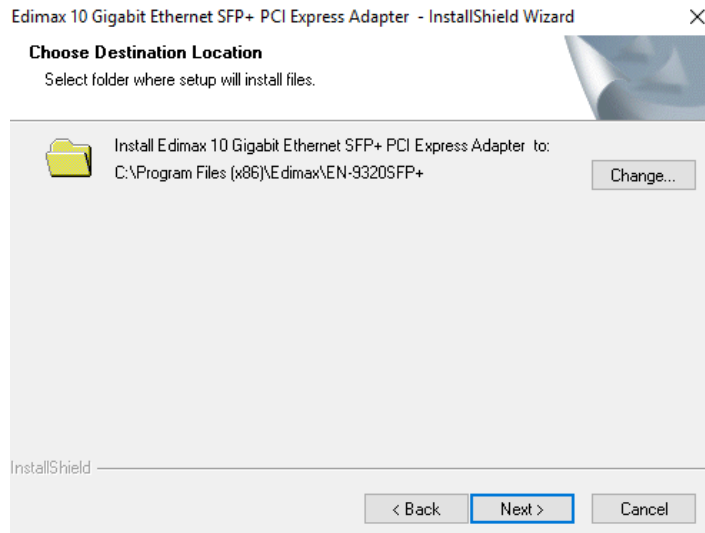 Edimax 10 Gigabit Ethernet SFP+ PCI Express Adapter - InstallShield Wizard
Choose Destination Location
Select folder where setup will install files.
Install Edimax 10 Gigabit Ethernet SFP+ PCI Express Adapter to:
C:\Program Files (x86)\Edimax\EN-9320SFP+
Change...
InstallShield
< Back
Next >
Cancel